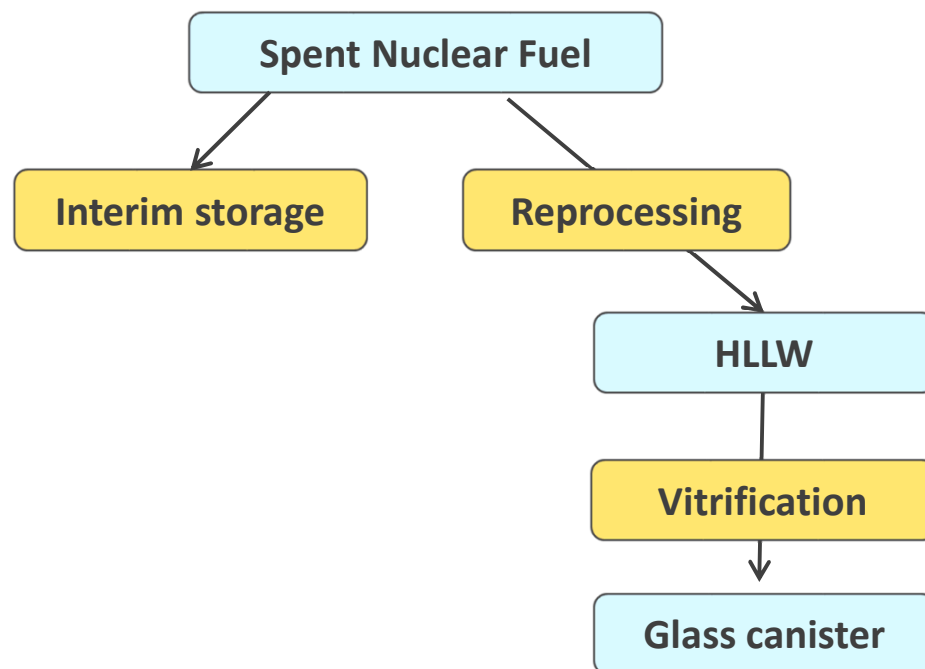 Spent Nuclear Fuel
Interim storage
Reprocessing
HLLW
Vitrification
Glass canister